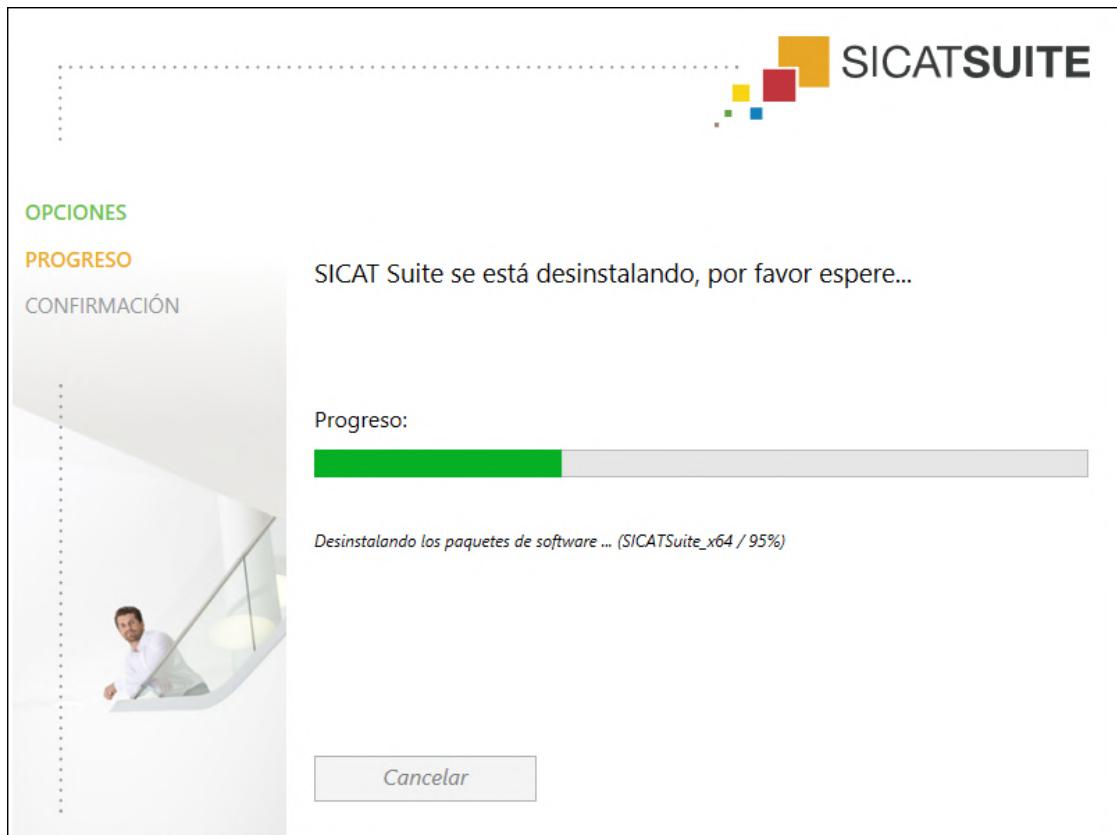 SICATSUITE
OPCIONES
PROGRESO
CONFIRMACIÓN
SICAT Suite se está desinstalando, por favor espere...
Progreso:
Desinstalando los paquetes de software ... (SICATSuite_x64 / 95%)
Cancelar